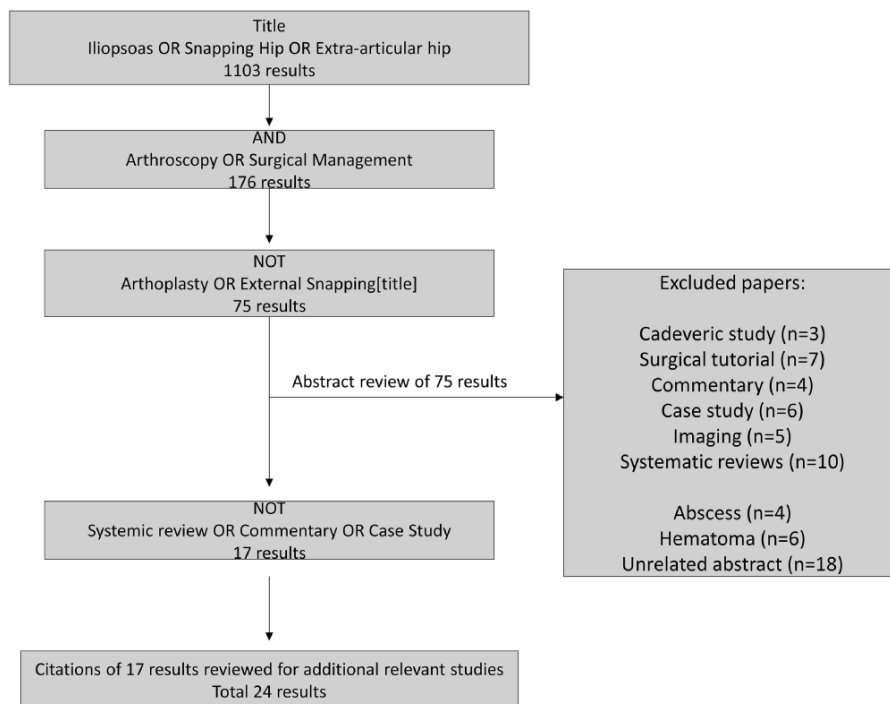 Title
Iliopsoas OR Snapping Hip OR Extra-articular hip
1103 results
AND
Arthroscopy OR Surgical Management
176 results
NOT
Arthoplasty OR External Snapping[title]
75 results
Abstract review of 75 results
Excluded papers:
Cadeveric study (n=3)
Surgical tutorial (n=7)
Commentary (n=4)
Case study (n=6)
Imaging (n=5)
Systematic reviews (n=10)
Abscess (n=4)
Hematoma (n=6)
Unrelated abstract (n=18)
NOT
Systemic review OR Commentary OR Case Study
17 results
Citations of 17 results reviewed for additional relevant studies
Total 24 results